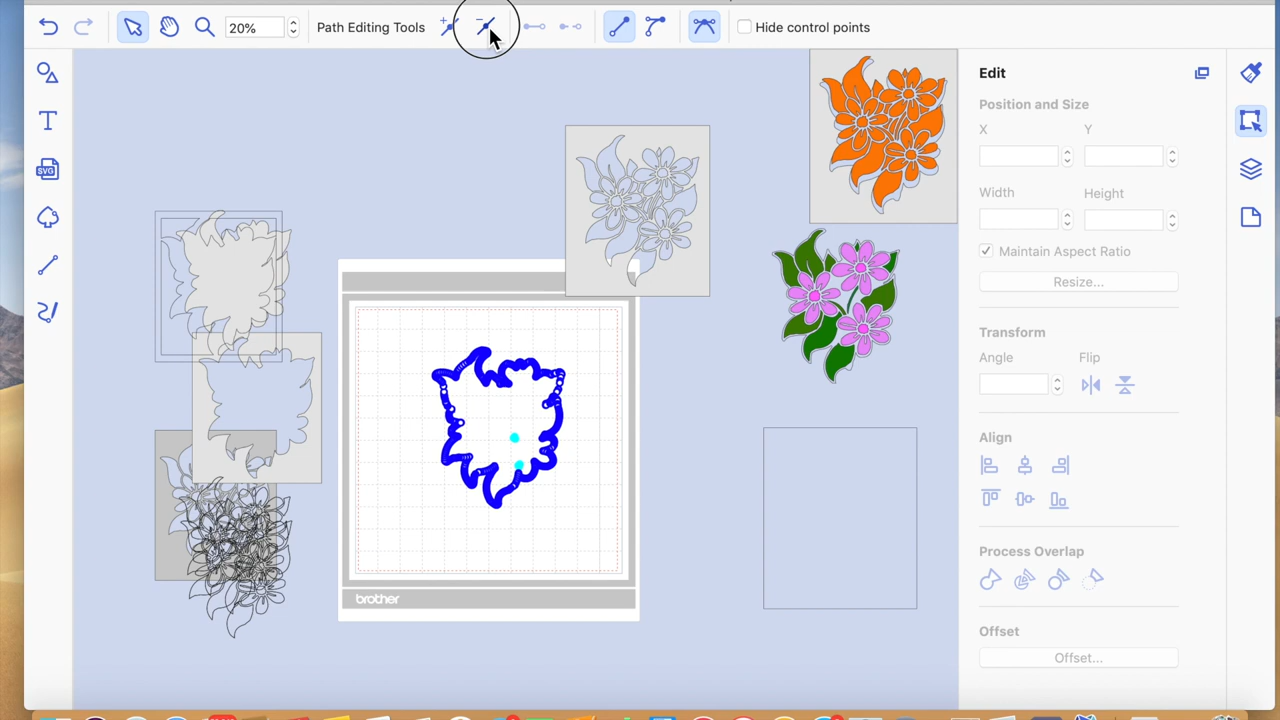 20%
Path Editing Tools
Hide control points
T
SVG
Edit
Position and Size
X Y
Width Height
Maintain Aspect Ratio
Resize...
Transform
Angle Flip
Align
Process Overlap
Offset
Offset...
brother